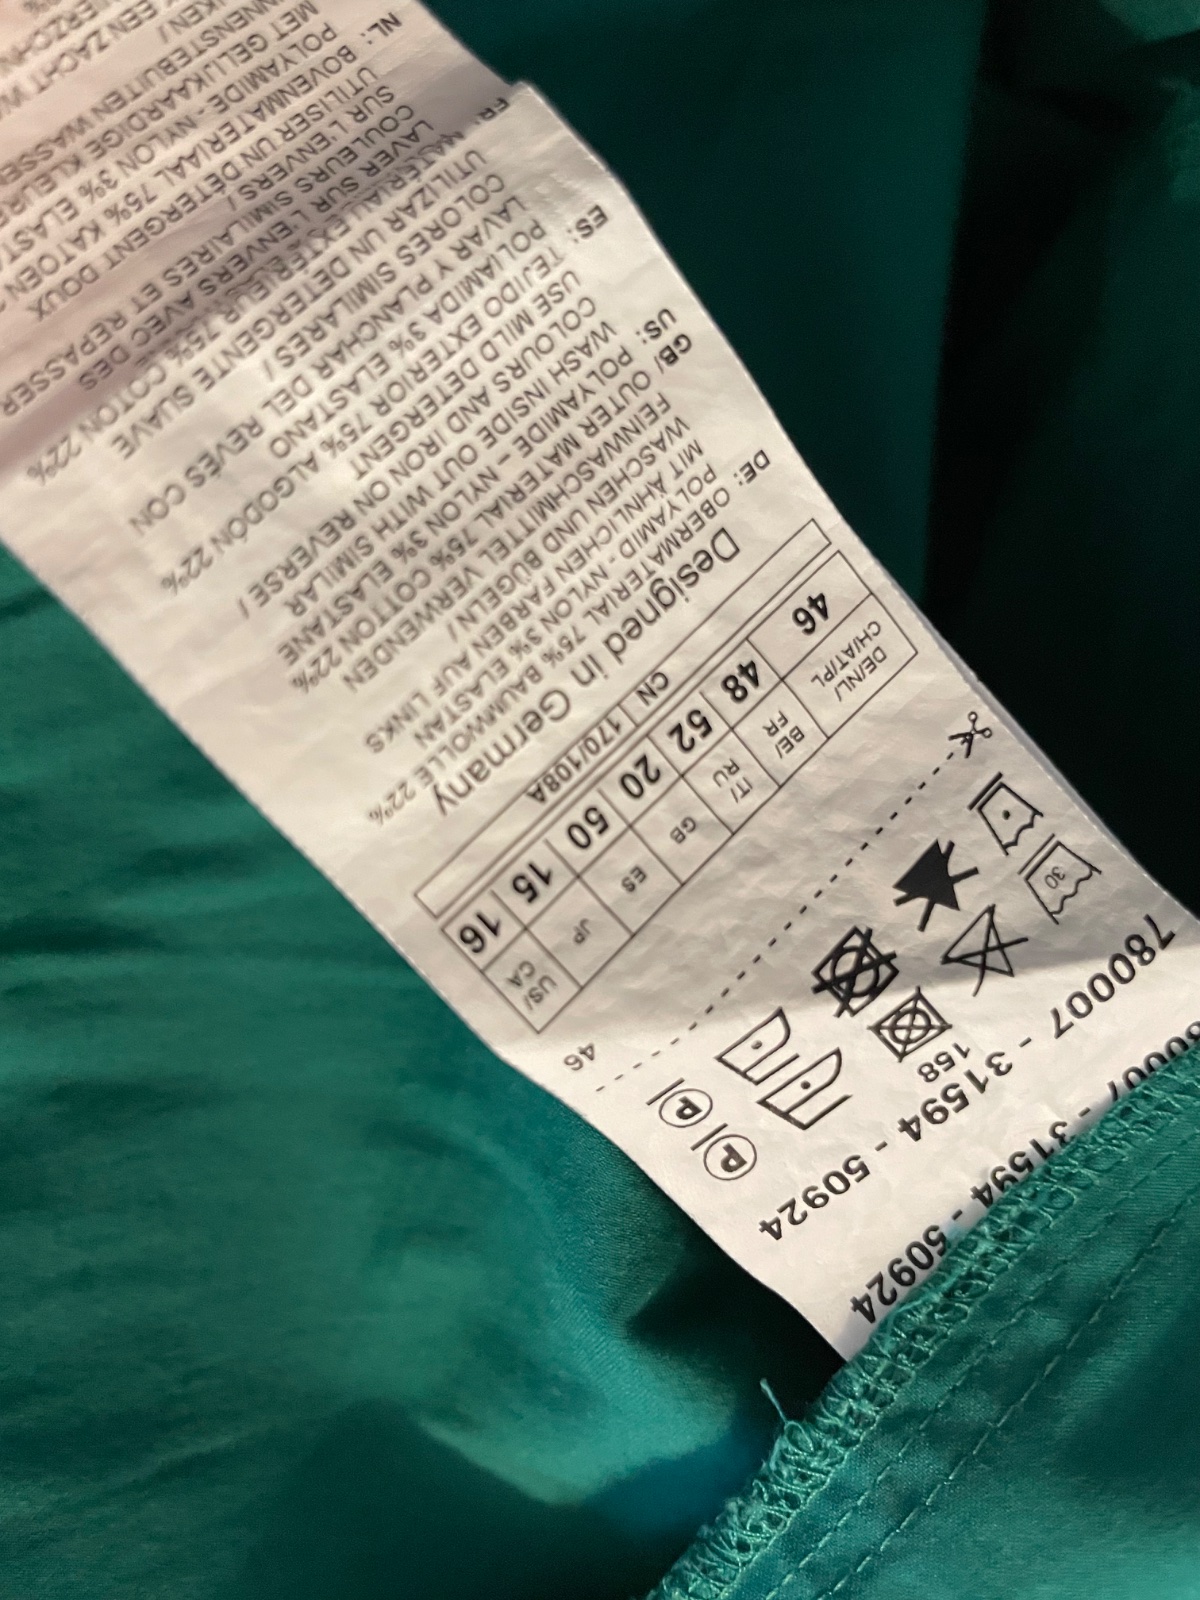 780007 - 31594 - 50924
780007 - 31594 - 50924
158
30
P
P
46
DE/NL/ CH/AT/PL
BE/ FR
IT/ RU
GB
ES
JP
US/ CA
46
48
52
20
50
15
16
CN
170/108A
Designed in Germany
DE: OBERMATERIAL 75% BAUMWOLLE 22%
POLYAMID - NYLON 3% ELASTAN
MIT ÄHNLICHEN FARBEN AUF LINKS
WASCHEN UND BÜGELN /
FEINWASCHMITTEL VERWENDEN
GB/ US: OUTER MATERIAL 75% COTTON 22%
POLYAMIDE - NYLON 3% ELASTANE
WASH INSIDE OUT WITH SIMILAR
COLOURS AND IRON ON REVERSE /
USE MILD DETERGENT
ES: TEJIDO EXTERIOR 75% ALGODÓN 22%
POLIAMIDA 3% ELASTANO
LAVAR Y PLANCHAR DEL REVÉS CON
COLORES SIMILARES /
UTILIZAR UN DETERGENTE SUAVE
FR: MATÉRIAU EXTÉRIEUR 75% COTON 22%
LAVER SUR L'ENVERS AVEC DES
COULEURS SIMILAIRES ET REPASSER
SUR L'ENVERS /
UTILISER UN DÉTERGENT DOUX
NL: BOVENMATERIAAL 75% KATOEN
POLYAMIDE - NYLON 3%
MET GELIJKAARDIGE
BINNENSTEBUITEN
EEN ZACHT